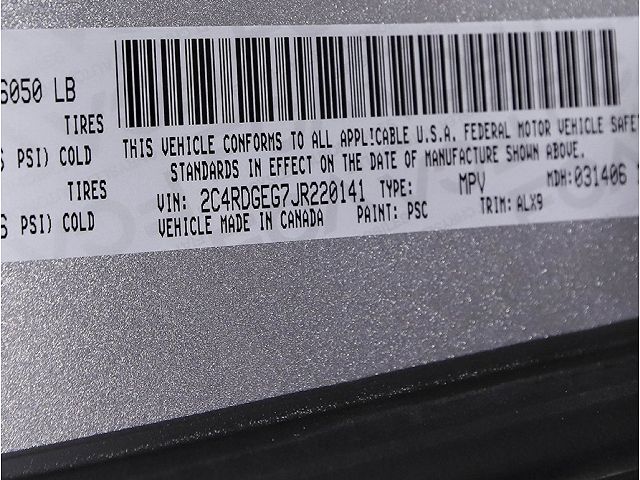 6050 LB
TIRES
PSI) COLD
TIRES
PSI) COLD
THIS VEHICLE CONFORMS TO ALL APPLICABLE U.S.A. FEDERAL MOTOR VEHICLE SAFET
STANDARDS IN EFFECT ON THE DATE OF MANUFACTURE SHOWN ABOVE.
VIN: 2C4RDGEG7JR220141 TYPE: MPV MDH:031406
VEHICLE MADE IN CANADA PAINT: PSC TRIM:ALX9